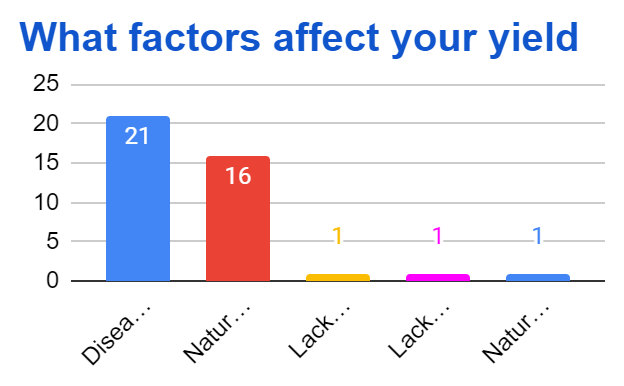 What factors affect your yield
25
20
15
10
5
0
21
16
1
1
1
Disea...
Natur...
Lack...
Lack...
Natur...